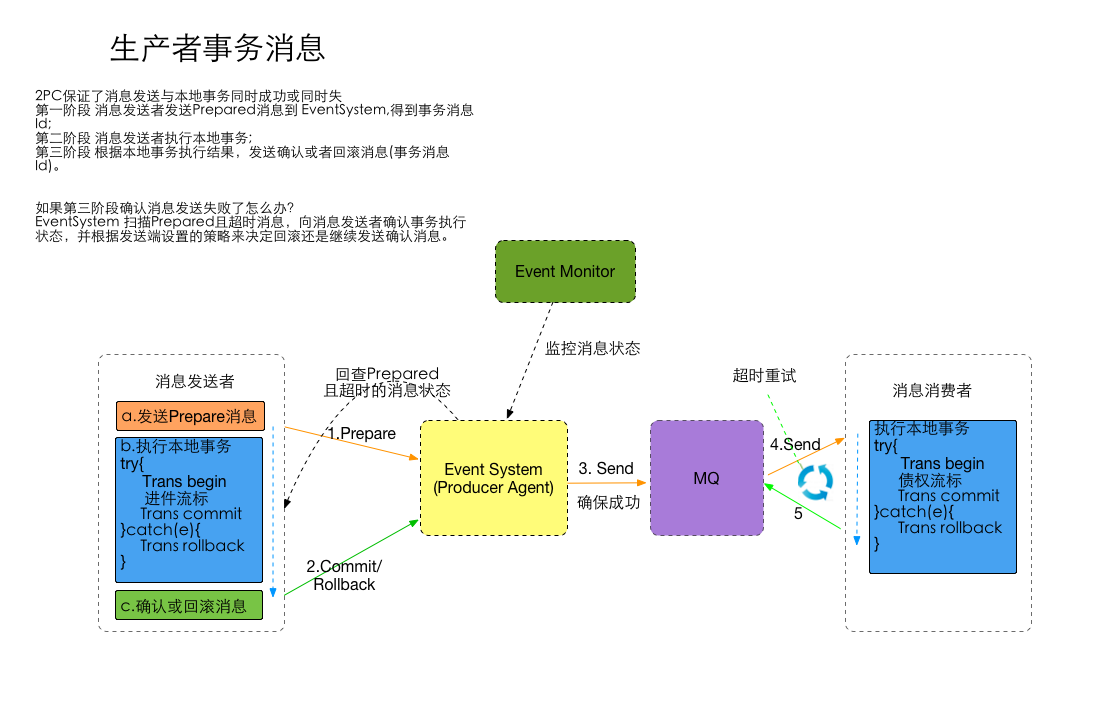 生产者事务消息
2PC保证了消息发送与本地事务同时成功或同时失
第一阶段 消息发送者发送Prepared消息到 EventSystem,得到事务消息
Id;
第二阶段 消息发送者执行本地事务;
第三阶段 根据本地事务执行结果，发送确认或者回滚消息(事务消息
Id)。
如果第三阶段确认消息发送失败了怎么办?
EventSystem 扫描Prepared且超时消息，向消息发送者确认事务执行
状态，并根据发送端设置的策略来决定回滚还是继续发送确认消息。
Event Monitor
监控消息状态
回查Prepared
且超时的消息状态
超时重试
消息发送者
a.发送Prepare消息
b.执行本地事务
try{
Trans begin
进件流标
Trans commit
}catch(e){
Trans rollback
}
c.确认或回滚消息
1.Prepare
2.Commit/
Rollback
Event System
(Producer Agent)
3. Send
确保成功
MQ
4.Send
5
消息消费者
执行本地事务
try{
Trans begin
债权流标
Trans commit
}catch(e){
Trans rollback
}